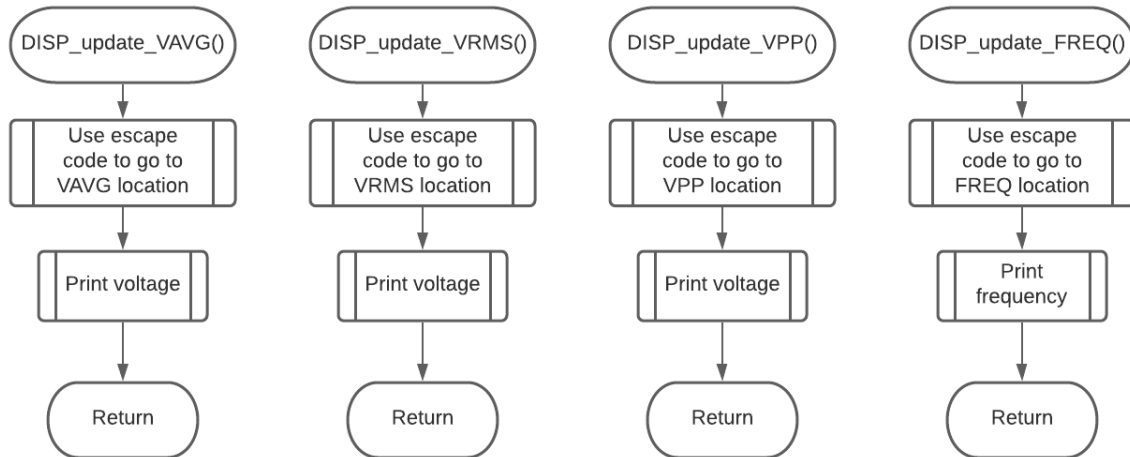 DISP_update_VAVG()
Use escape
code to go to
VAVG location
Print voltage
Return
DISP_update_VRMS()
Use escape
code to go to
VRMS location
Print voltage
Return
DISP_update_VPP()
Use escape
code to go to
VPP location
Print voltage
Return
DISP_update_FREQ()
Use escape
code to go to
FREQ location
Print
frequency
Return